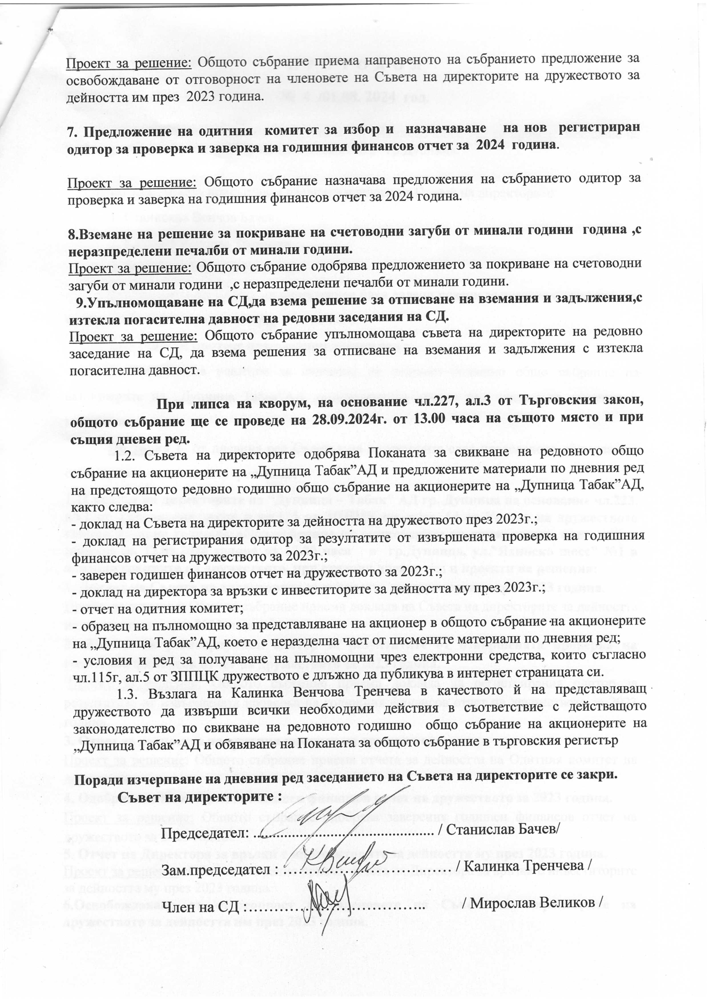 Проект за решение: Общото събрание приема направеното на събранието предложение за
освобождаване от отговорност на членовете на Съвета на директорите на дружеството за
дейността им през 2023 година.
7. Предложение на одитния комитет за избор и назначаване на нов регистриран
одитор за проверка и заверка на годишния финансов отчет за 2024 година.
Проект за решение: Общото събрание назначава предложения на събранието одитор за
проверка и заверка на годишния финансов отчет за 2024 година.
8.Вземане на решение за покриване на счетоводни загуби от минали години година ,с
неразпределени печалби от минали години.
Проект за решение: Общото събрание одобрява предложението за покриване на счетоводни
загуби от минали години ,с неразпределени печалби от минали години.
9.Упълномощаване на СД,да взема решение за отписване на вземания и задължения,с
изтекла погасителна давност на редовни заседания на СД.
Проект за решение: Общото събрание упълномощава съвета на директорите на редовно
заседание на СД, да взема решения за отписване на вземания и задължения с изтекла
погасителна давност.
При липса на кворум, на основание чл.227, ал.3 от Търговския закон,
общото събрание ще се проведе на 28.09.2024г. от 13.00 часа на същото място и при
същия дневен ред.
1.2. Съвета на директорите одобрява Поканата за свикване на редовното общо
събрание на акционерите на „Дупница Табак”АД и предложените материали по дневния ред
на предстоящото редовно годишно общо събрание на акционерите на „Дупница Табак”АД,
както следва:
- доклад на Съвета на директорите за дейността на дружеството през 2023г.;
- доклад на регистрирания одитор за резултатите от извършената проверка на годишния
финансов отчет на дружеството за 2023г.;
- заверен годишен финансов отчет на дружеството за 2023г.;
- доклад на директора за връзки с инвеститорите за дейността му през 2023г.;
- отчет на одитния комитет;
- образец на пълномощно за представляване на акционер в общото събрание на акционерите
на „Дупница Табак”АД, което е неразделна част от писмените материали по дневния ред;
- условия и ред за получаване на пълномощни чрез електронни средства, които съгласно
чл.115г, ал.5 от ЗППЦК дружеството е длъжно да публикува в интернет страницата си.
1.3. Възлага на Калинка Венчова Тренчева в качеството й на представляващ
дружеството да извърши всички необходими действия в съответствие с действащото
законодателство по свикване на редовното годишно общо събрание на акционерите на
„Дупница Табак”АД и обявяване на Поканата за общото събрание в търговския регистър
Поради изчерпване на дневния ред заседанието на Съвета на директорите се закри.
Съвет на директорите :
Председател: ................................................... / Станислав Бачев/
Зам.председател : ………………………………… / Калинка Тренчева /
Член на СД :………………………………….. / Мирослав Великов /